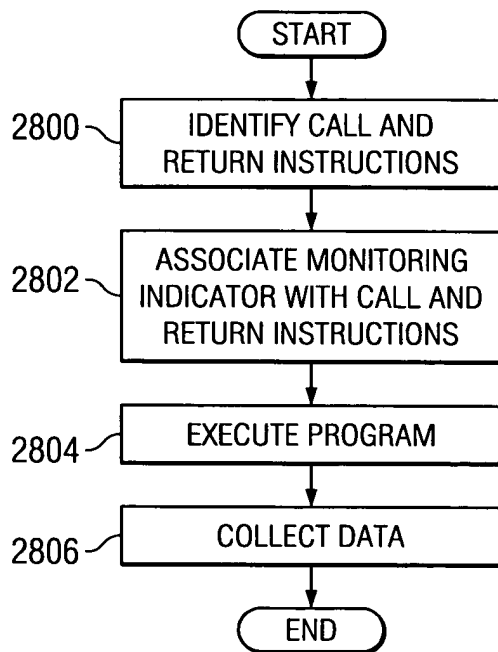 START
2800
IDENTIFY CALL AND
RETURN INSTRUCTIONS
2802
ASSOCIATE MONITORING
INDICATOR WITH CALL AND
RETURN INSTRUCTIONS
2804
EXECUTE PROGRAM
2806
COLLECT DATA
END